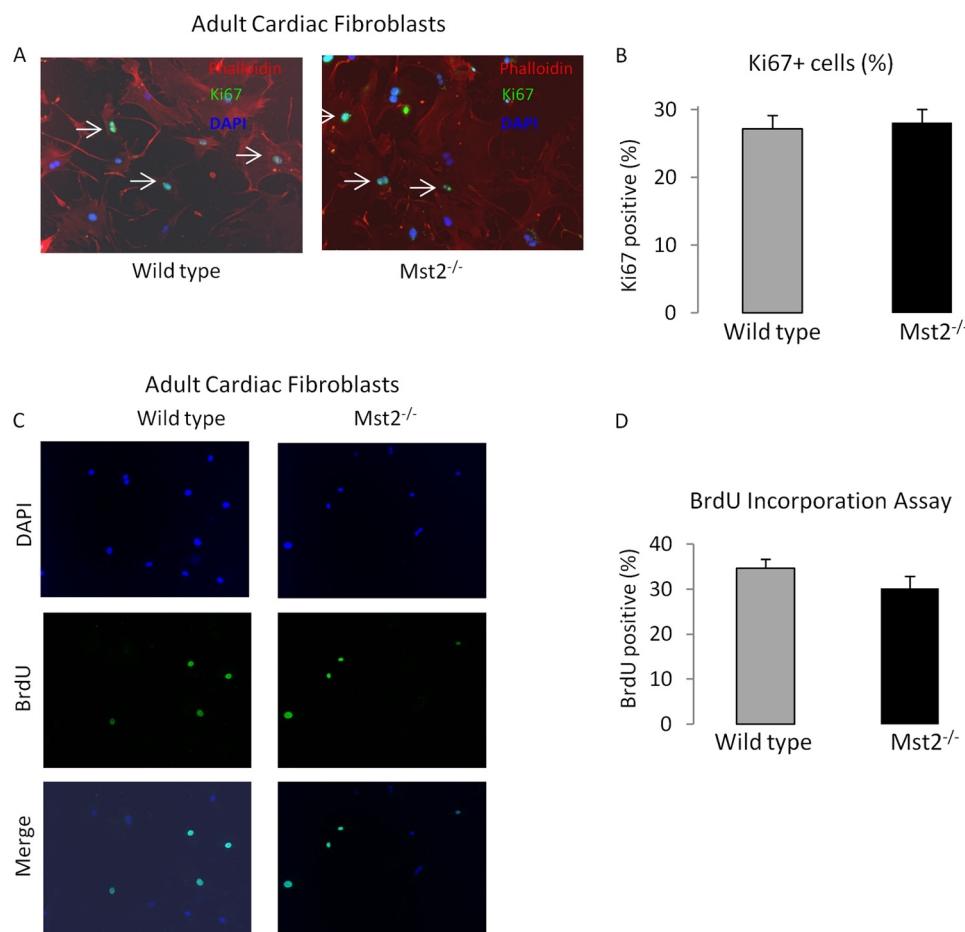 Adult Cardiac Fibroblasts
A
Phalloidin
Ki67
DAPI
Phalloidin
Ki67
DAPI
Wild type
Mst2-/-
B
Ki67+ cells (%)
Ki67 positive (%)
30
20
10
0
Wild type
Mst2-/-
Adult Cardiac Fibroblasts
C
Wild type
Mst2-/-
DAPI
BrdU
Merge
D
BrdU Incorporation Assay
BrdU positive (%)
40
30
20
10
0
Wild type
Mst2-/-